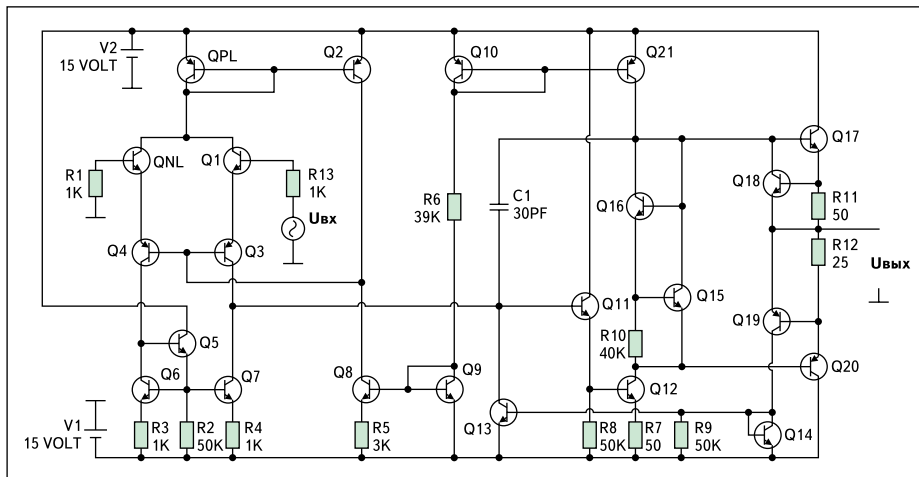 V2
15 VOLT
QPL
Q2
Q10
Q21
R1
1K
QNL
Q1
R13
1K
Uвх
R6
39K
C1
30PF
Q16
Q18
Q17
R11
50
R12
25
Uвых
Q4
Q3
Q11
Q15
Q19
Q5
R10
40K
Q20
Q6
Q7
Q8
Q9
Q12
Q13
Q14
V1
15 VOLT
R3
1K
R2
50K
R4
1K
R5
3K
R8
50K
R7
50
R9
50K